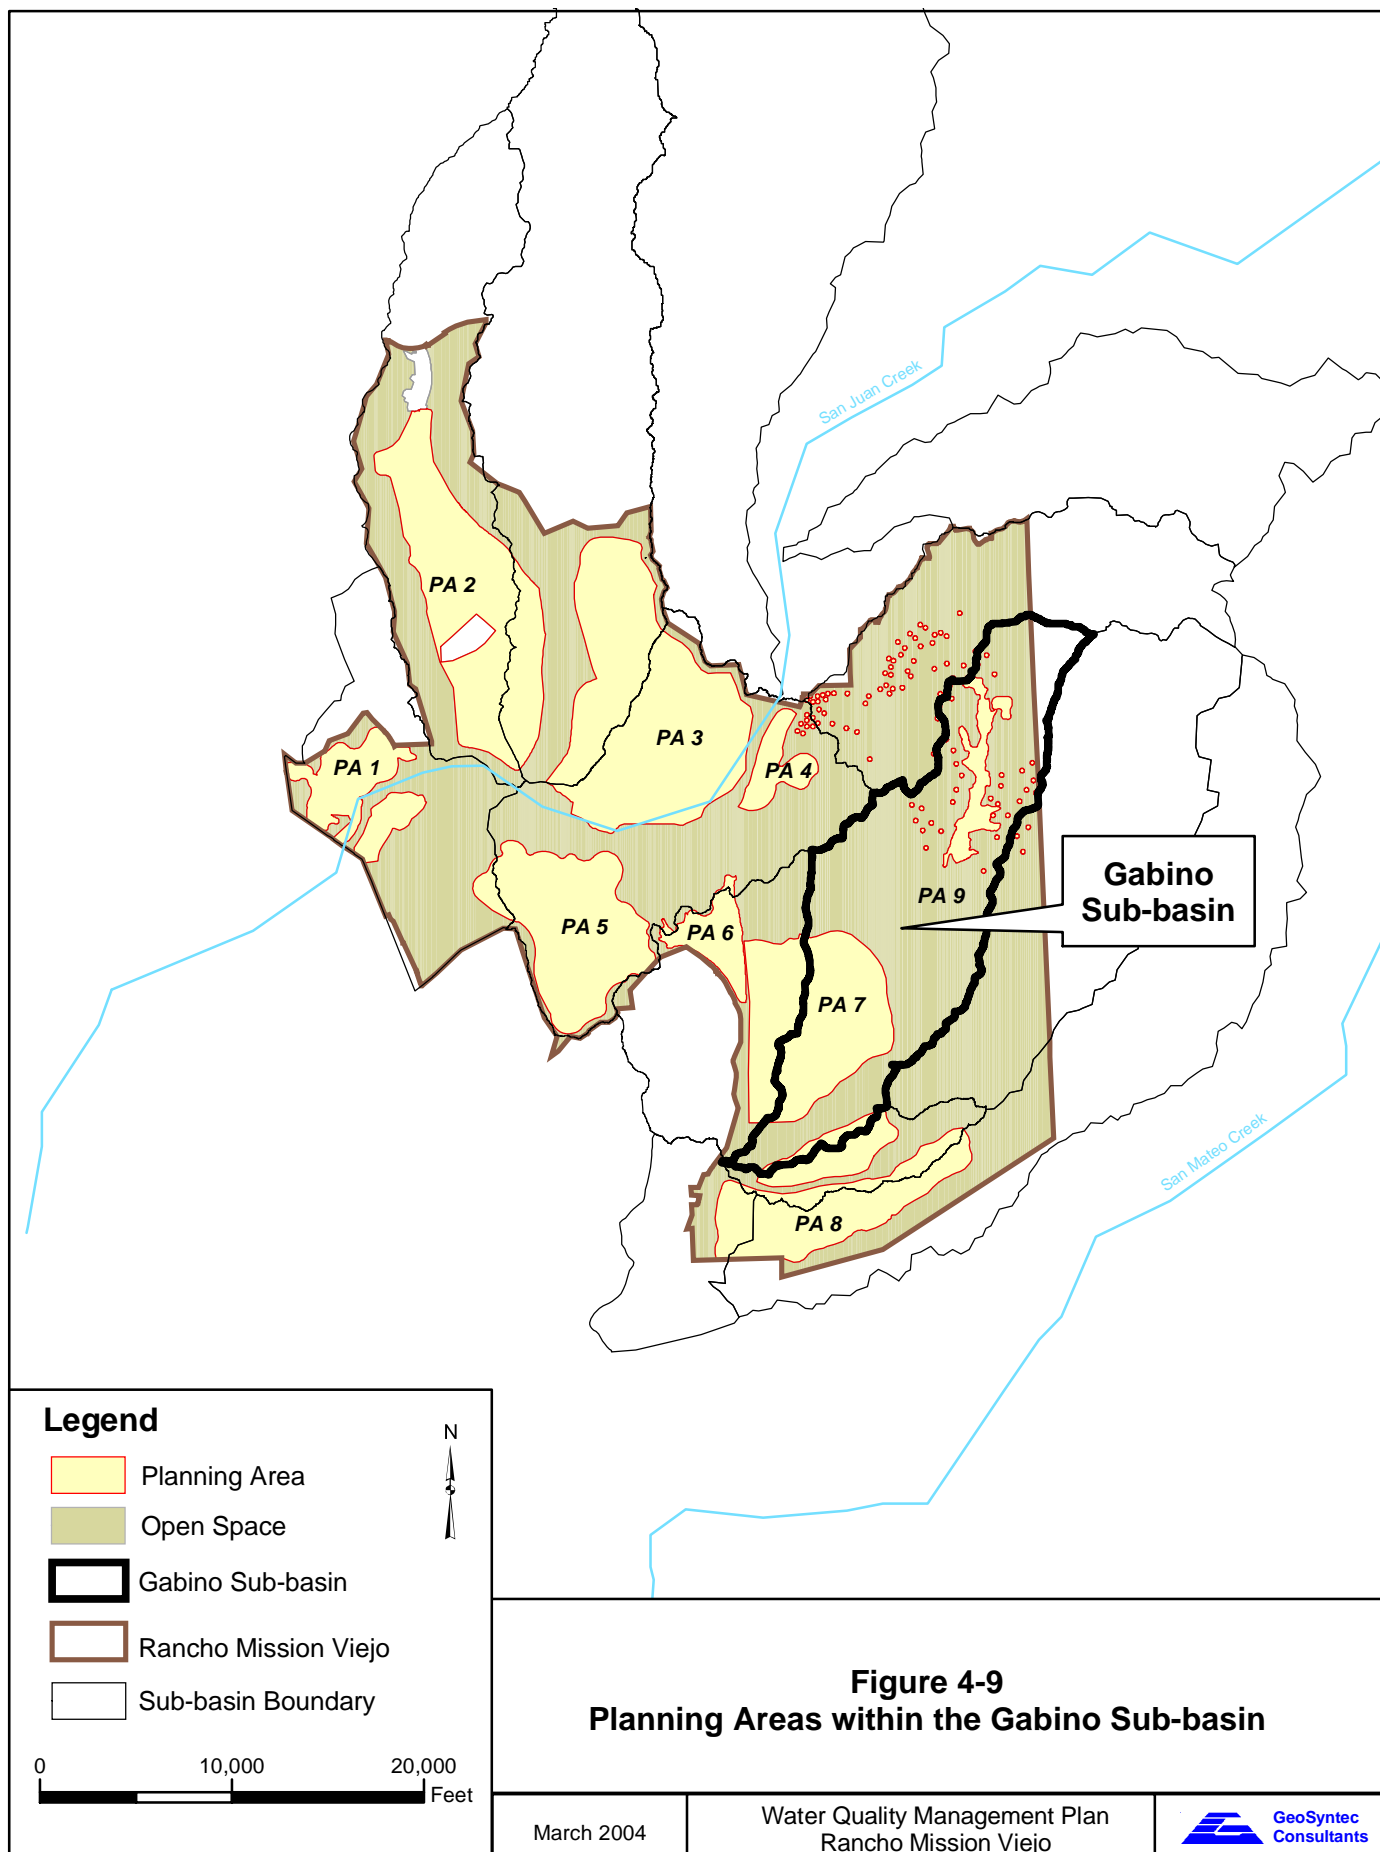 San Juan Creek
PA 2
PA 3
PA 1
PA 4
Gabino
Sub-basin
PA 9
PA 5
PA 6
PA 7
San Mateo Creek
PA 8
Legend
N
Planning Area
Open Space
Gabino Sub-basin
Rancho Mission Viejo
Sub-basin Boundary
0 10,000 20,000
Feet
Figure 4-9
Planning Areas within the Gabino Sub-basin
March 2004
Water Quality Management Plan
Rancho Mission Viejo
GeoSyntec
Consultants